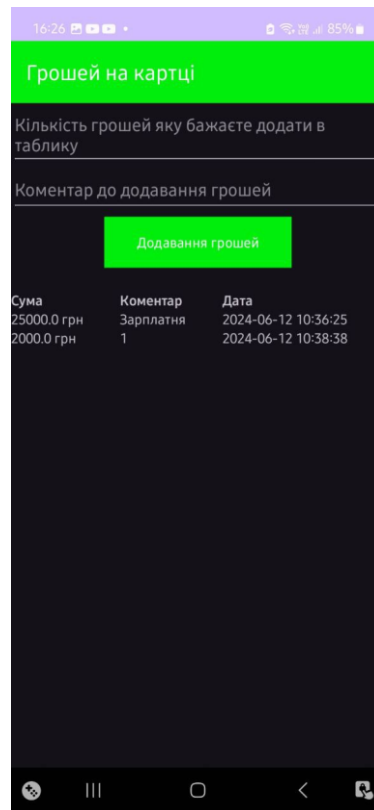 16:26
85%
Грошей на картці
Кількість грошей яку бажаєте додати в
таблику
Коментар до додавання грошей
Додавання грошей
Сума Коментар Дата
25000.0 грн Зарплатня 2024-06-12 10:36:25
2000.0 грн 1 2024-06-12 10:38:38